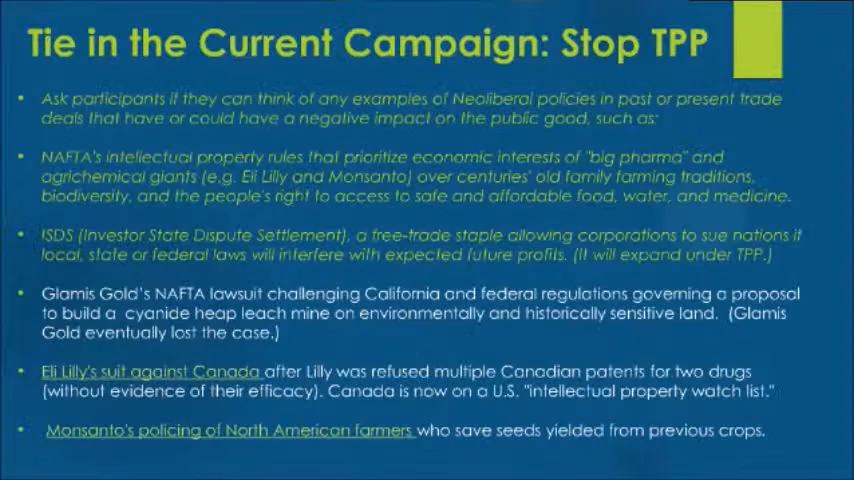 Tie in the Current Campaign: Stop TPP
• Ask participants if they can think of any examples of Neoliberal policies in past or present trade
deals that have or could have a negative impact on the public good, such as:
• NAFTA's intellectual property rules that prioritize economic interests of "big pharma" and
agrichemical giants (e.g. Eli Lilly and Monsanto) over centuries' old family farming traditions,
biodiversity, and the people's right to access to safe and affordable food, water, and medicine.
• ISDS (Investor State Dispute Settlement), a free-trade staple allowing corporations to sue nations if
local, state or federal laws will interfere with expected future profits. (It will expand under TPP.)
• Glamis Gold's NAFTA lawsuit challenging California and federal regulations governing a proposal
to build a cyanide heap leach mine on environmentally and historically sensitive land. (Glamis
Gold eventually lost the case.)
• Eli Lilly's suit against Canada after Lilly was refused multiple Canadian patents for two drugs
(without evidence of their efficacy). Canada is now on a U.S. "intellectual property watch list."
• Monsanto's policing of North American farmers who save seeds yielded from previous crops.